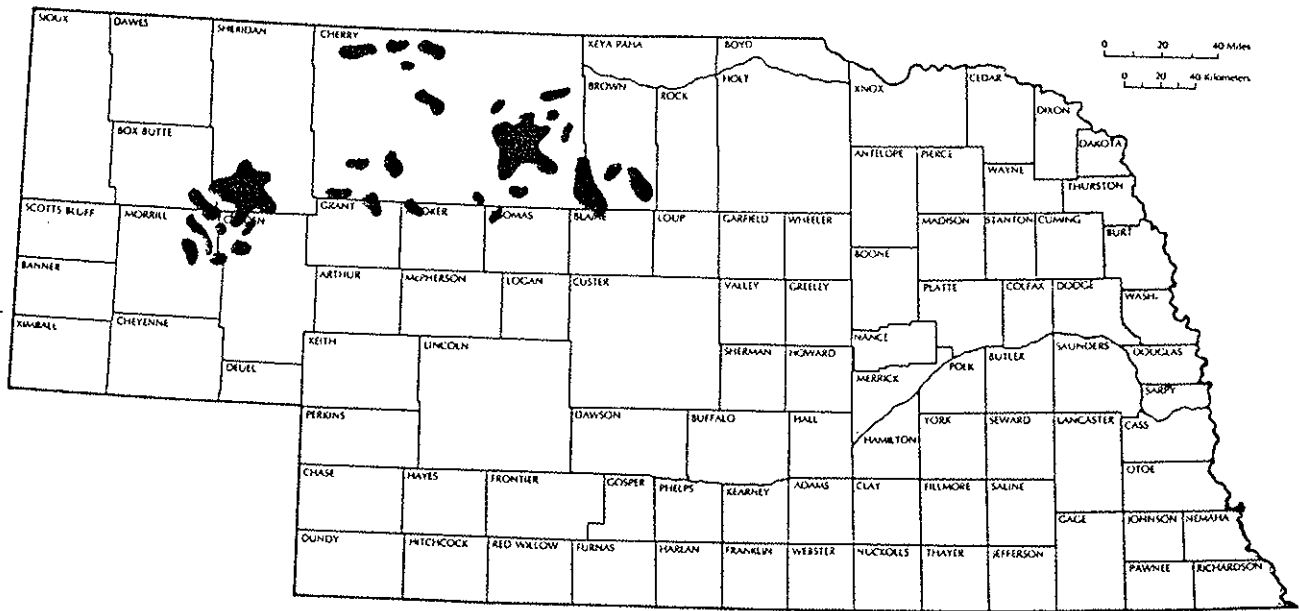 SIOUX
DAWES
SHERIDAN
CHERRY
KEYA PAHA
BOYD
0 20 40 Miles
0 20 40 Kilometers
BROWN
ROCK
HOLT
KNOX
CEDAR
DIXON
DAKOTA
BOX BUTTE
ANTELOPE
PIERCE
WAYNE
THURSTON
SCOTTS BLUFF
MORRILL
GRANT
BLAINE
LOUP
GARFIELD
WHEELER
MADISON
STANTON
CUMING
BURT
BANNER
ARTHUR
McPHERSON
LOGAN
CUSTER
VALLEY
GREELEY
BOONE
PLATTE
COLFAX
DODGE
WASH.
KIMBALL
CHEYENNE
DEUEL
KEITH
LINCOLN
SHERMAN
HOWARD
NANCE
MERRICK
POLK
BUTLER
SAUNDERS
DOUGLAS
SARPY
PERKINS
DAWSON
BUFFALO
HALL
HAMILTON
YORK
SEWARD
LANCASTER
CASS
OTOE
CHASE
HAYES
FRONTIER
GOSPER
PHELPS
KEARNEY
ADAMS
CLAY
FILLMORE
SALINE
GAGE
JOHNSON
NEMAHA
DUNDY
HITCHCOCK
RED WILLOW
FURNAS
HARLAN
FRANKLIN
WEBSTER
NUCKOLLS
THAYER
JEFFERSON
PAWNEE
RICHARDSON